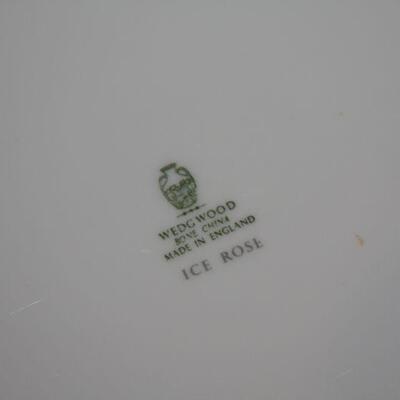 WEDGWOOD
BONE CHINA
MADE IN ENGLAND
ICE ROSE